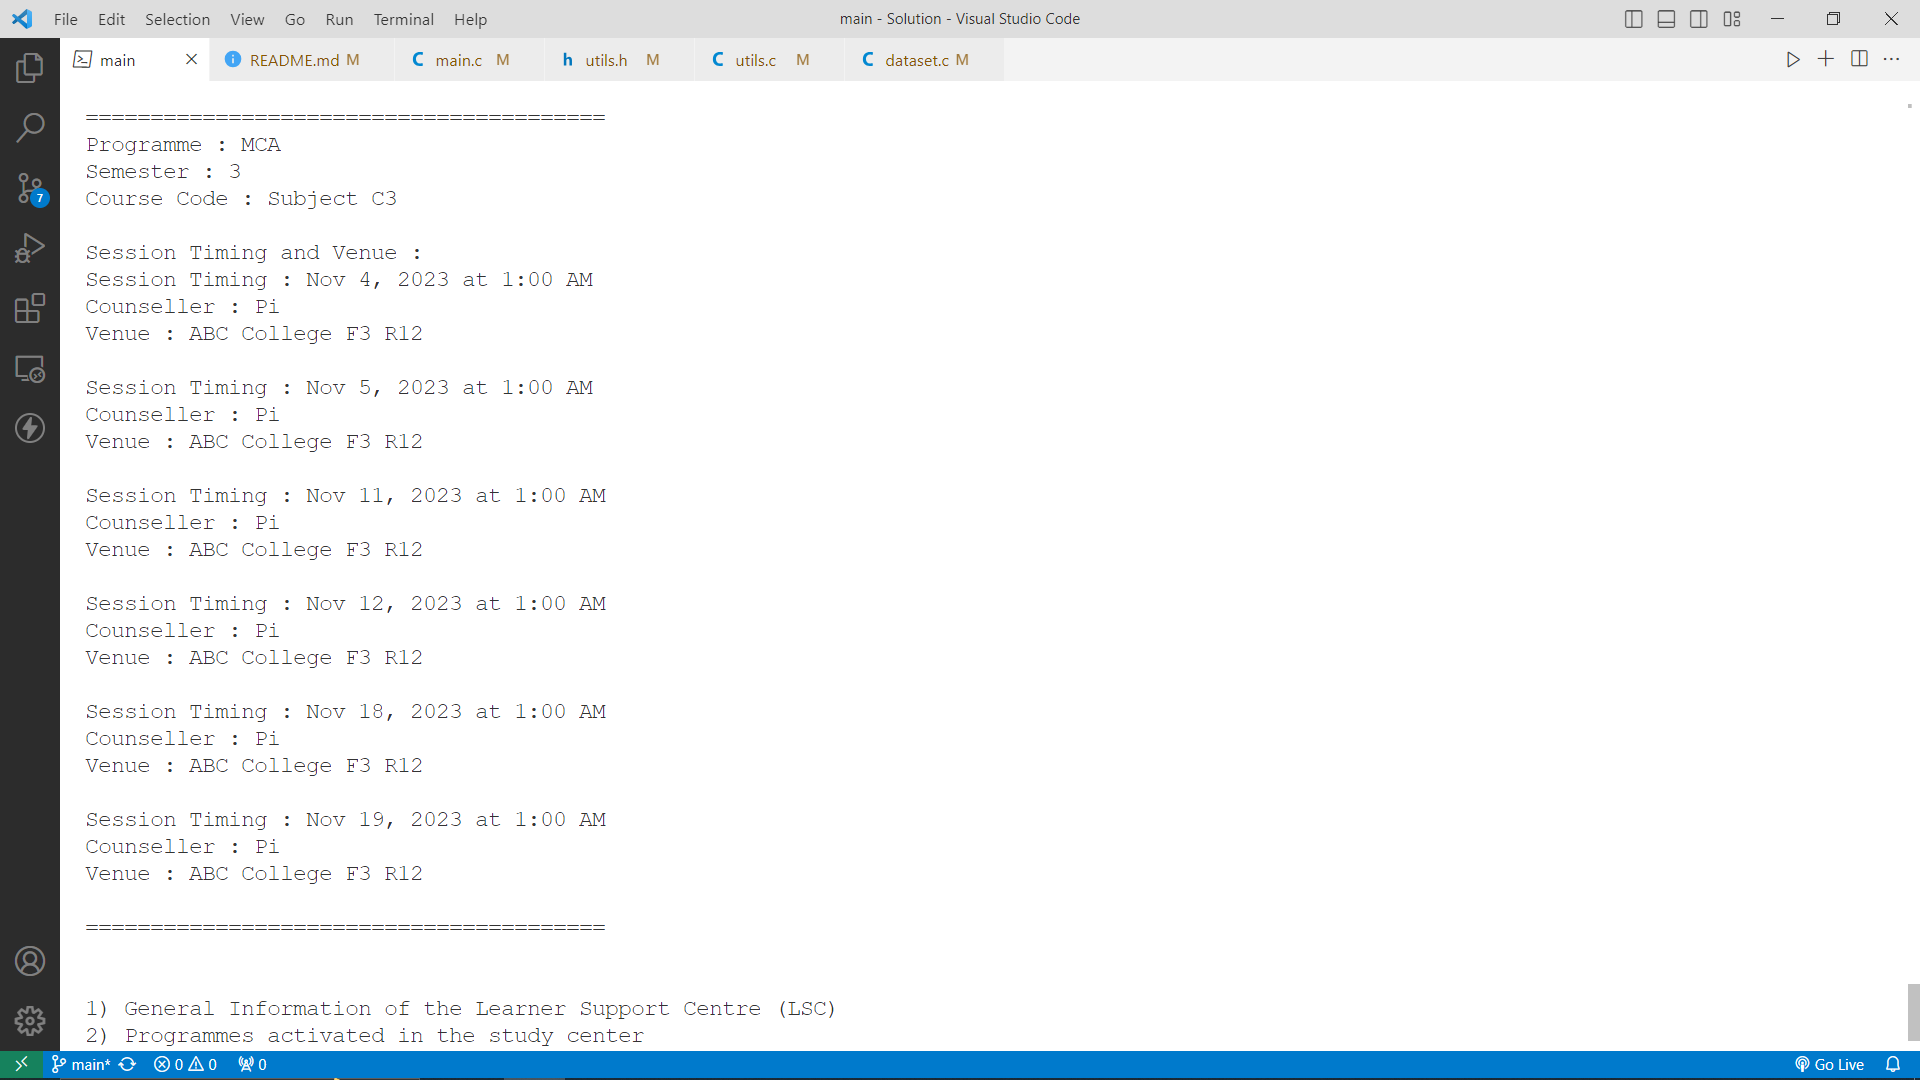 File Edit Selection View Go Run Terminal Help
main - Solution - Visual Studio Code
main
README.md M
C main.c M
h utils.h M
C utils.c M
C dataset.c M
========================================
Programme : MCA
Semester : 3
Course Code : Subject C3
Session Timing and Venue :
Session Timing : Nov 4, 2023 at 1:00 AM
Counseller : Pi
Venue : ABC College F3 R12
Session Timing : Nov 5, 2023 at 1:00 AM
Counseller : Pi
Venue : ABC College F3 R12
Session Timing : Nov 11, 2023 at 1:00 AM
Counseller : Pi
Venue : ABC College F3 R12
Session Timing : Nov 12, 2023 at 1:00 AM
Counseller : Pi
Venue : ABC College F3 R12
Session Timing : Nov 18, 2023 at 1:00 AM
Counseller : Pi
Venue : ABC College F3 R12
Session Timing : Nov 19, 2023 at 1:00 AM
Counseller : Pi
Venue : ABC College F3 R12
========================================
1) General Information of the Learner Support Centre (LSC)
2) Programmes activated in the study center
7
main* 0 0 0
Go Live